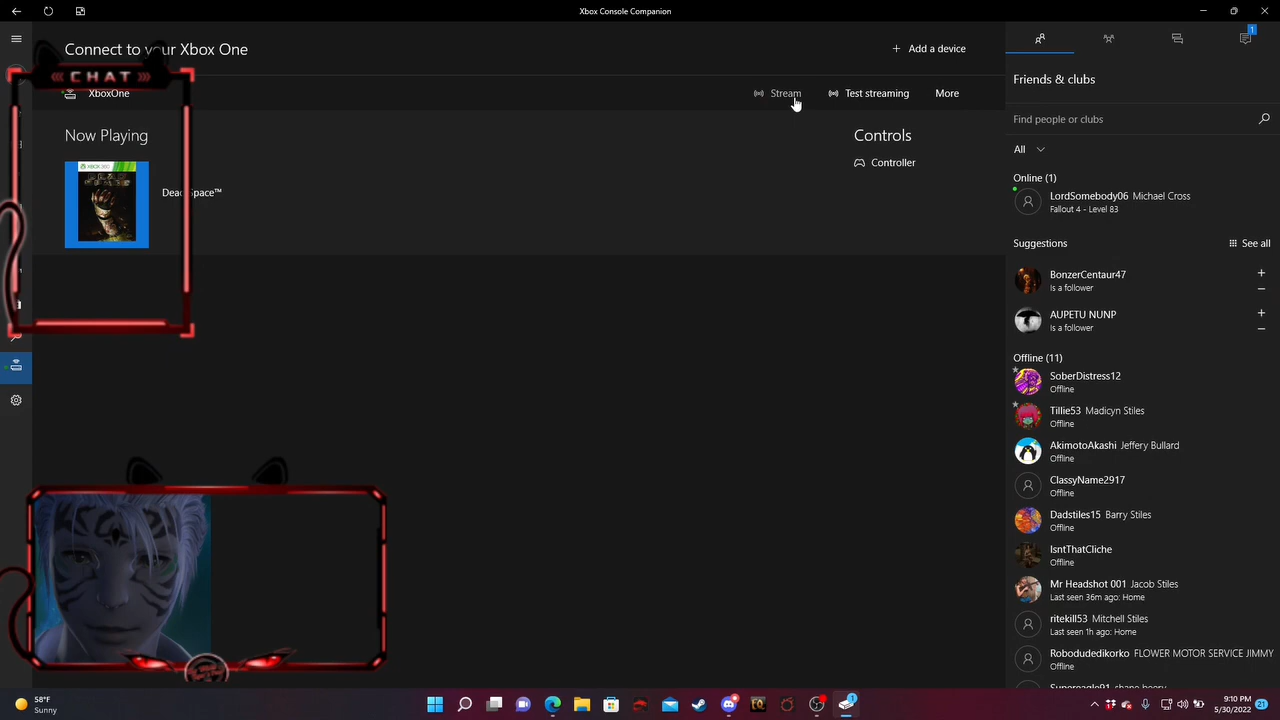 Xbox Console Companion
Connect to your Xbox One
Add a device
CHAT
XboxOne
Stream
Test streaming
More
Now Playing
XBOX 360
Controls
Controller
Friends & clubs
1
Find people or clubs
All
Online (1)
LordSomebody06 Michael Cross
Fallout 4 - Level 83
Suggestions
See all
BonzerCentaur47
Is a follower
AUPETU NUNP
Is a follower
Offline (11)
SoberDistress12
Offline
Tillie53 Madicyn Stiles
Offline
AkimotoAkashi Jeffery Bullard
Offline
ClassyName2917
Offline
Dadstiles15 Barry Stiles
Offline
IsntThatCliche
Offline
Mr Headshot 001 Jacob Stiles
Last seen 36m ago: Home
ritekill53 Mitchell Stiles
Last seen 1h ago: Home
Robodudedikorko FLOWER MOTOR SERVICE JIMMY
Offline
58°F
Sunny
1
9:10 PM
5/30/2022
21